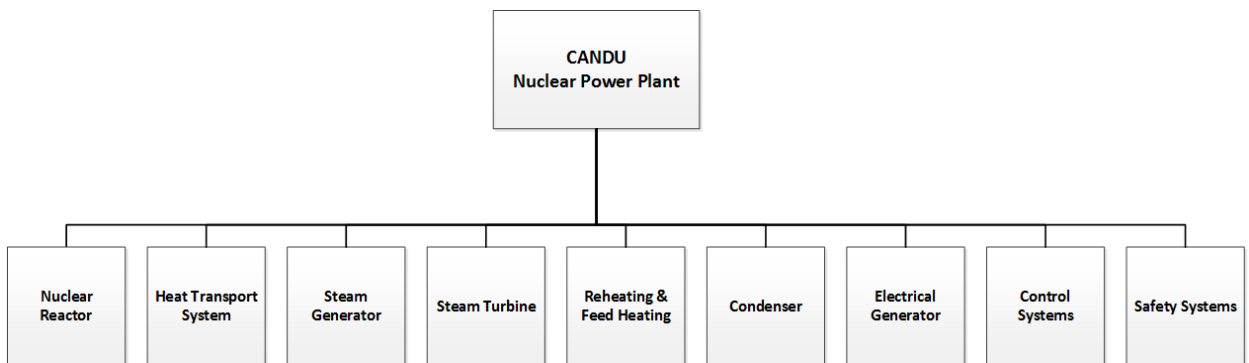 CANDU
Nuclear Power Plant
Nuclear
Reactor
Heat Transport
System
Steam
Generator
Steam Turbine
Reheating &
Feed Heating
Condenser
Electrical
Generator
Control
Systems
Safety Systems